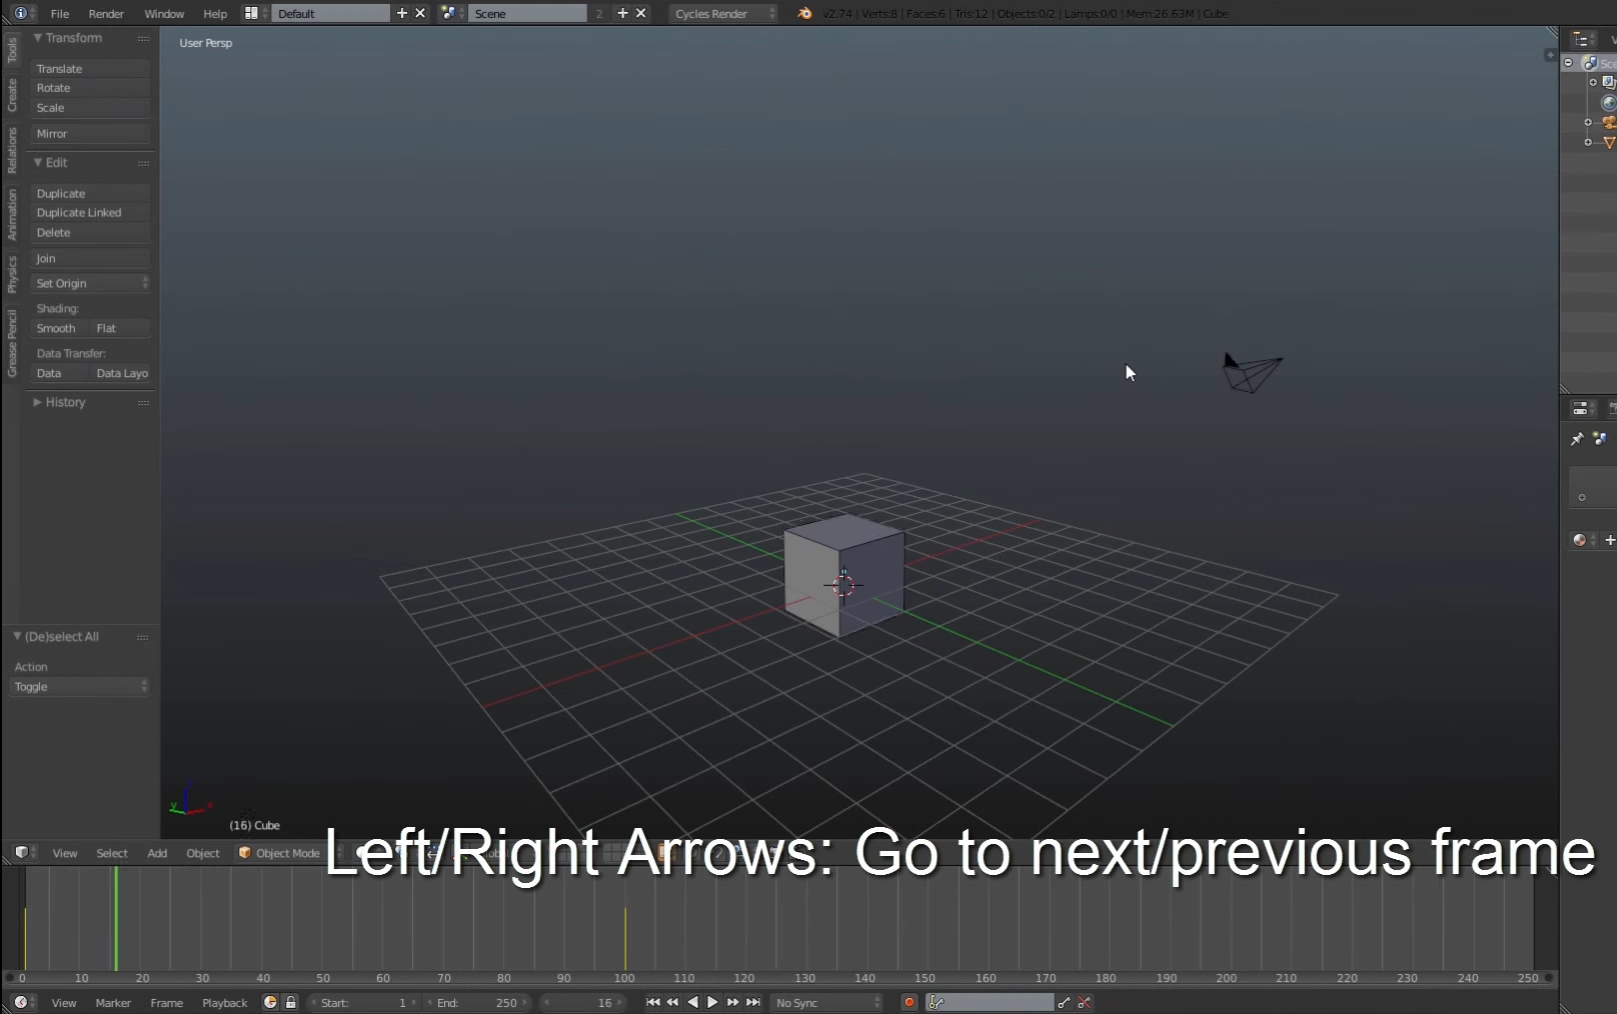 File Render Window Help Default Scene 2 Cycles Render v2.74 | Verts:8 | Faces:6 | Tris:12 | Objects:0/2 | Lamps:0/0 | Mem:26.63M | Cube
Tools
Create
Relations
Animation
Physics
Grease Pencil
Transform
Translate
Rotate
Scale
Mirror
Edit
Duplicate
Duplicate Linked
Delete
Join
Set Origin
Shading:
Smooth Flat
Data Transfer:
Data Data Layo
History
(De)select All
Action
Toggle
User Persp
Sce
y x
(16) Cube
View Select Add Object Object Mode
Left/Right Arrows: Go to next/previous frame
0 10 20 30 40 50 60 70 80 90 100 110 120 130 140 150 160 170 180 190 200 210 220 230 240 250
View Marker Frame Playback Start: 1 End: 250 16 No Sync